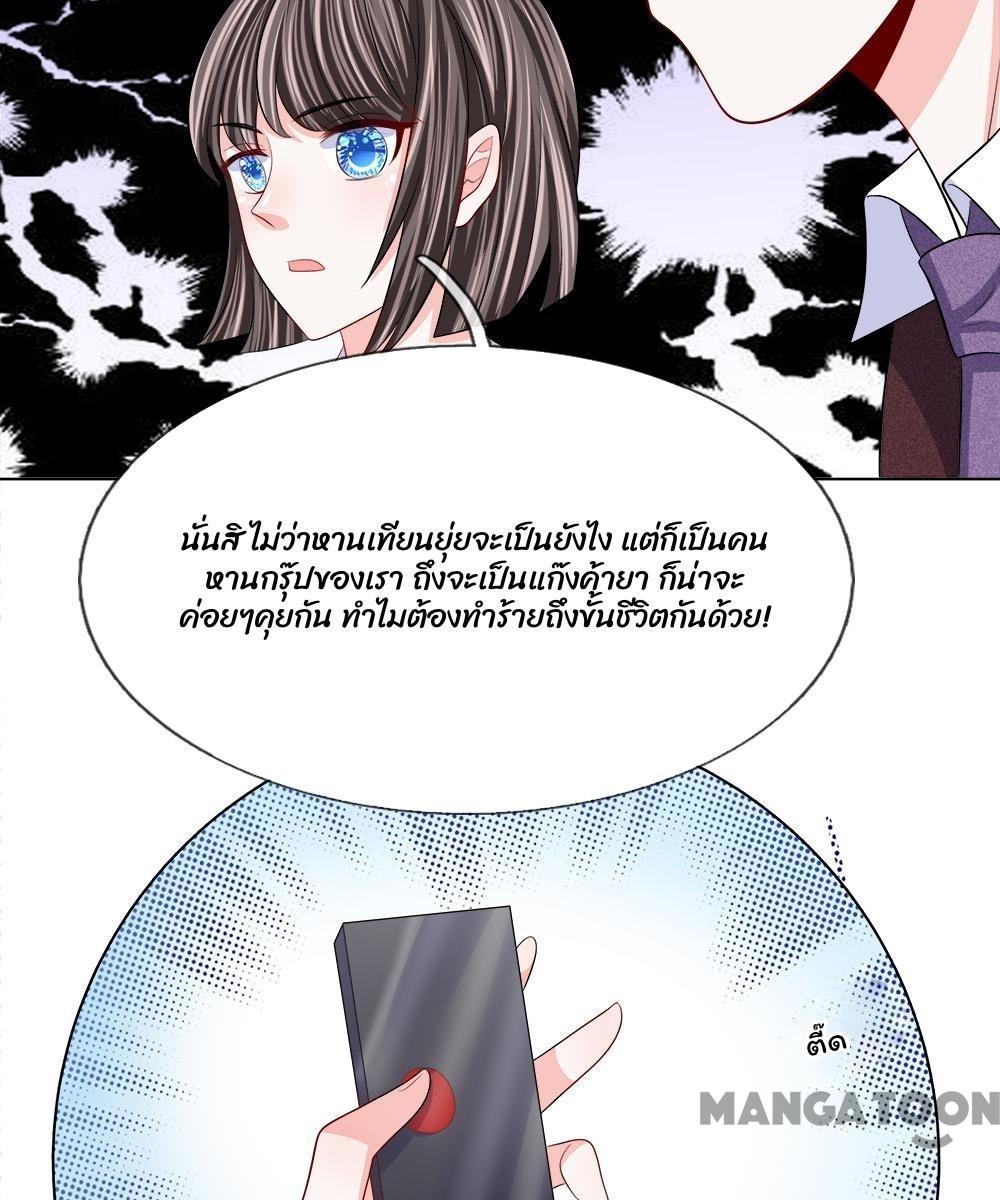 นั่นสิ ไม่ว่าหานเทียนยุ่ยจะเป็นยังไง แต่ก็เป็นคน
หานกรุ๊ปของเรา ถึงจะเป็นแก๊งค้ายา ก็น่าจะ
ค่อยๆคุยกัน ทำไมต้องทำร้ายถึงขั้นชีวิตกันด้วย!
ตี๊ด
MANGATOON